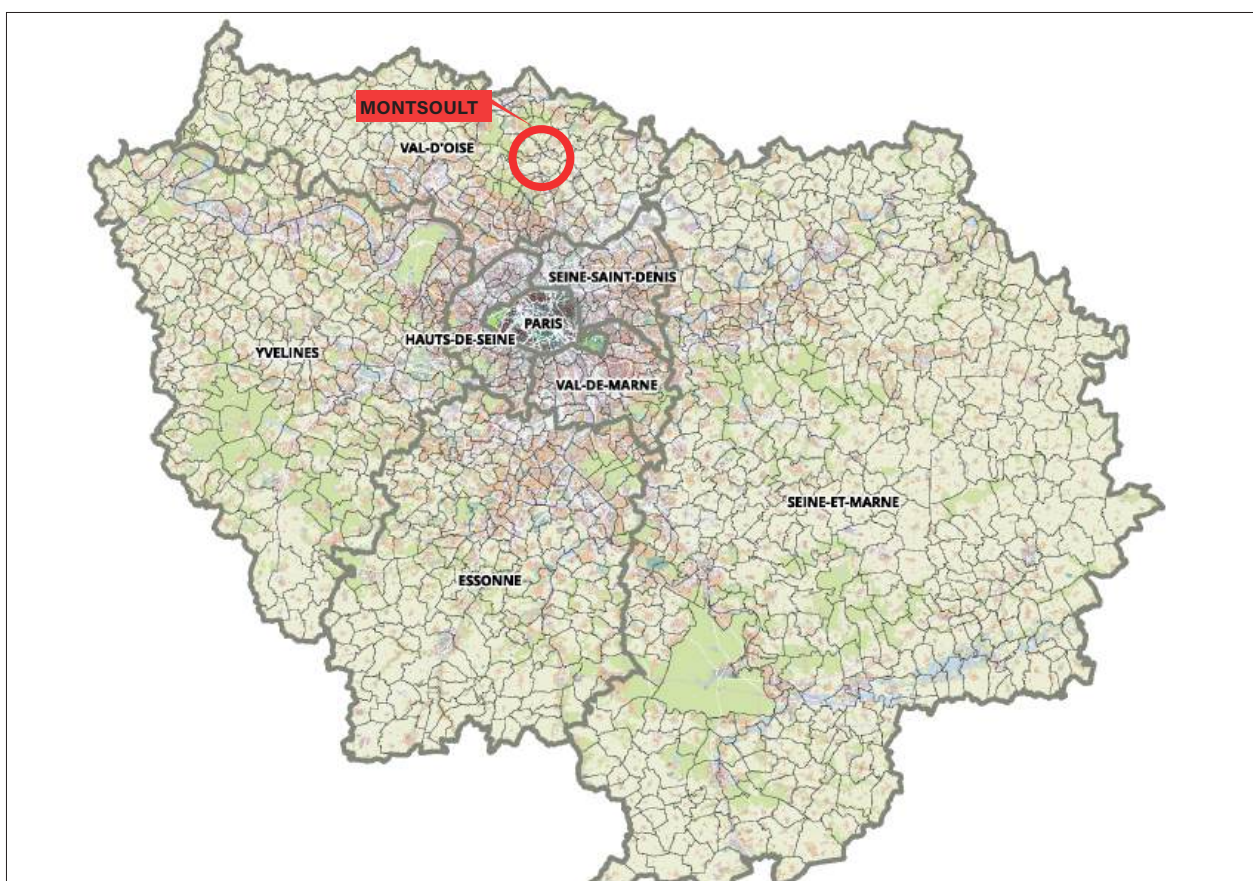 MONTSOULT
VAL-D'OISE
SEINE-SAINT-DENIS
PARIS
HAUTS-DE-SEINE
YVELINES
VAL-DE-MARNE
SEINE-ET-MARNE
ESSONNE